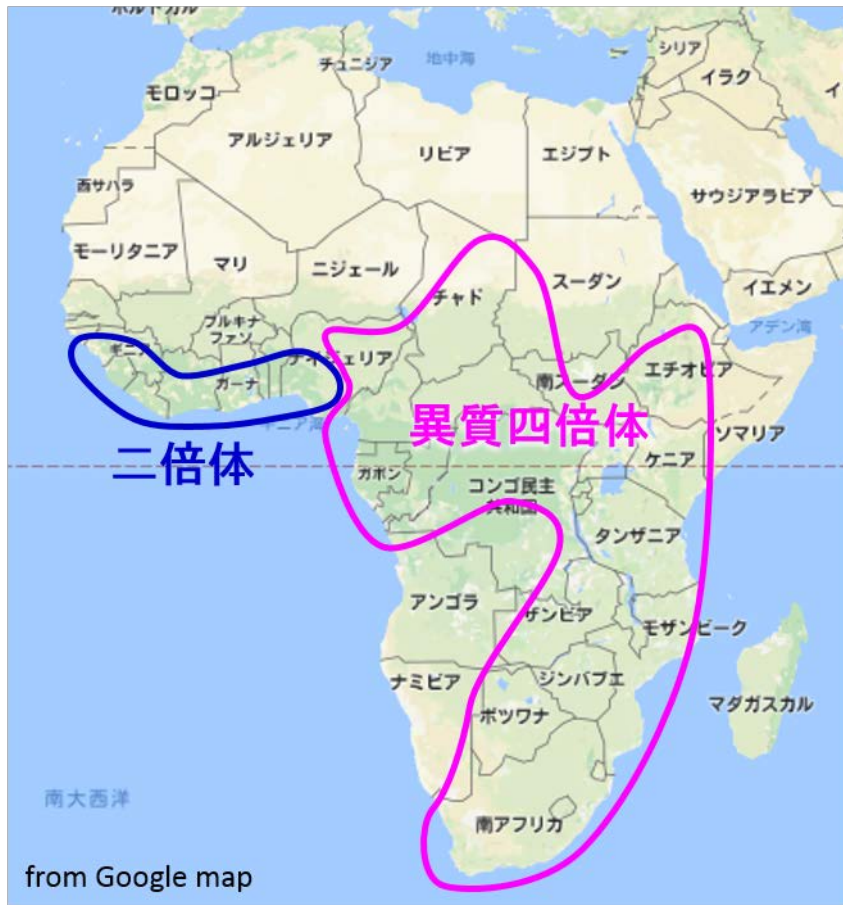 ポルトガル
チュニジア
地中海
シリア
イラク
モロッコ
アルジェリア
リビア
エジプト
サウジアラビア
西サハラ
モーリタニア
マリ
ニジェール
チャド
スーダン
イエメン
アデン湾
ブルキナ
ファソ
ギニア
ガーナ
ナイジェリア
南スーダン
エチオピア
ギニア湾
二倍体
異質四倍体
ソマリア
ガボン
ケニア
コンゴ民主
共和国
タンザニア
アンゴラ
ザンビア
モザンビーク
ナミビア
ジンバブエ
ボツワナ
マダガスカル
南大西洋
南アフリカ
from Google map